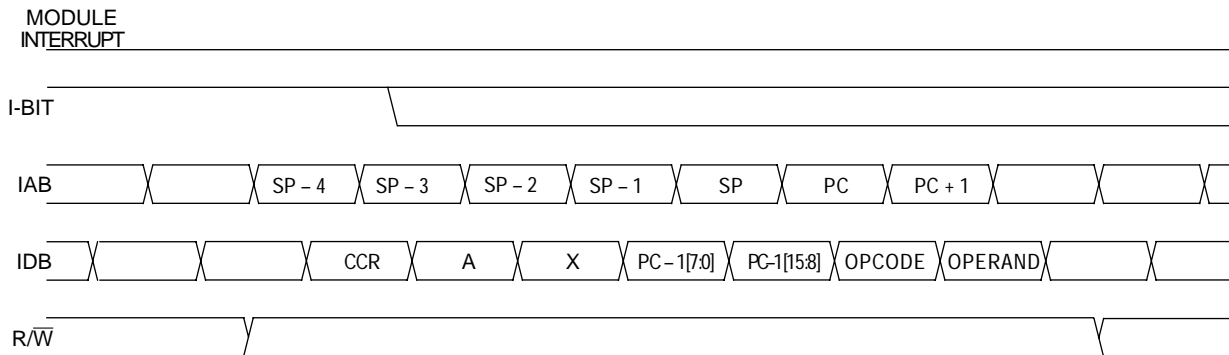 MODULE
INTERRUPT
I-BIT
IAB SP – 4 SP – 3 SP – 2 SP – 1 SP PC PC + 1
IDB CCR A X PC – 1[7:0] PC–1[15:8] OPCODE OPERAND
R/W̅